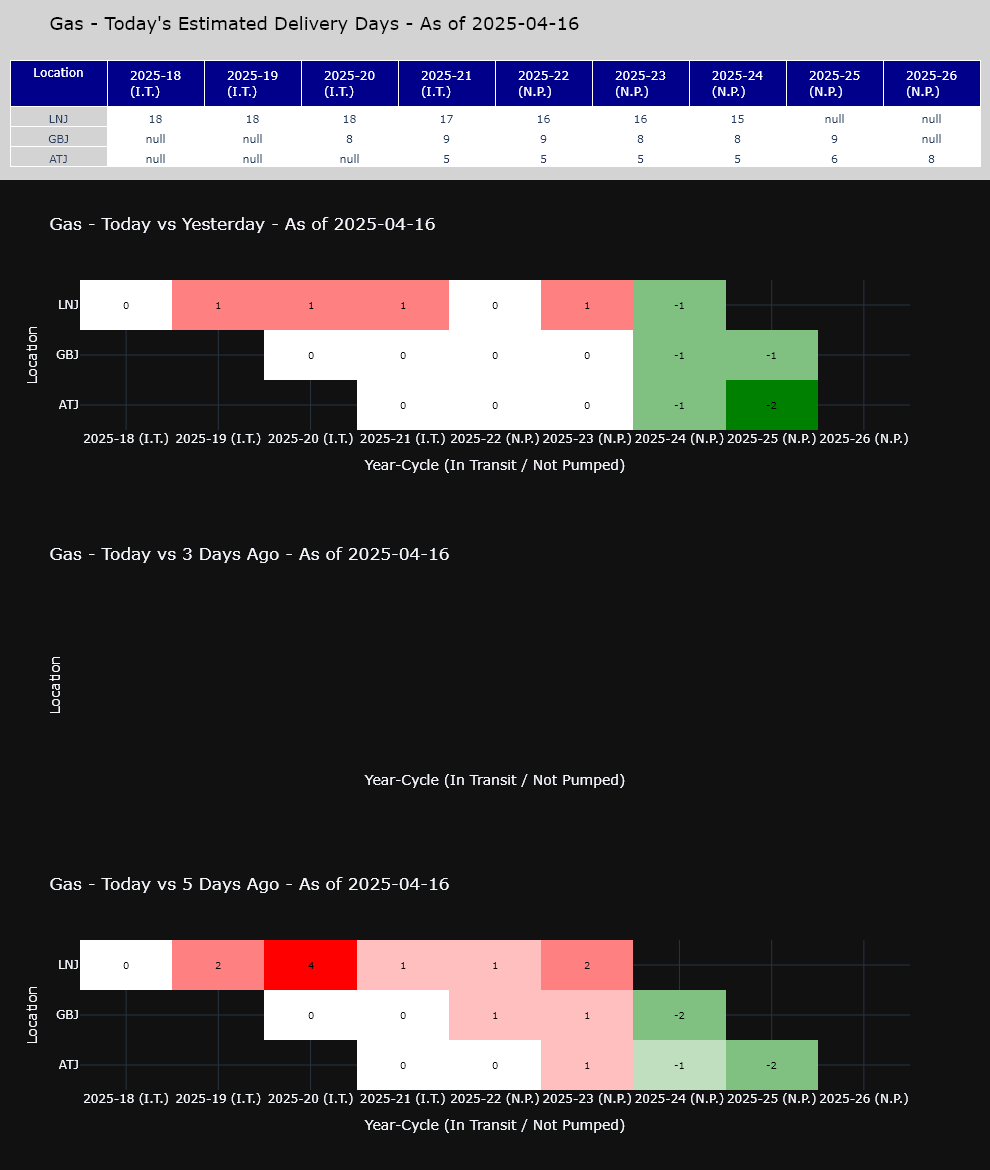 Gas - Today's Estimated Delivery Days - As of 2025-04-16
Location 2025-18 (I.T.) 2025-19 (I.T.) 2025-20 (I.T.) 2025-21 (I.T.) 2025-22 (N.P.) 2025-23 (N.P.) 2025-24 (N.P.) 2025-25 (N.P.) 2025-26 (N.P.)
LNJ 18 18 18 17 16 16 15 null null
GBJ null null 8 9 9 8 8 9 null
ATJ null null null 5 5 5 5 6 8
Gas - Today vs Yesterday - As of 2025-04-16
Location
LNJ 0 1 1 1 0 1 -1
GBJ 0 0 0 0 -1 -1
ATJ 0 0 0 -1 -2
2025-18 (I.T.) 2025-19 (I.T.) 2025-20 (I.T.) 2025-21 (I.T.) 2025-22 (N.P.) 2025-23 (N.P.) 2025-24 (N.P.) 2025-25 (N.P.) 2025-26 (N.P.)
Year-Cycle (In Transit / Not Pumped)
Gas - Today vs 3 Days Ago - As of 2025-04-16
Location
Year-Cycle (In Transit / Not Pumped)
Gas - Today vs 5 Days Ago - As of 2025-04-16
Location
LNJ 0 2 4 1 1 2
GBJ 0 0 1 1 -2
ATJ 0 0 1 -1 -2
2025-18 (I.T.) 2025-19 (I.T.) 2025-20 (I.T.) 2025-21 (I.T.) 2025-22 (N.P.) 2025-23 (N.P.) 2025-24 (N.P.) 2025-25 (N.P.) 2025-26 (N.P.)
Year-Cycle (In Transit / Not Pumped)